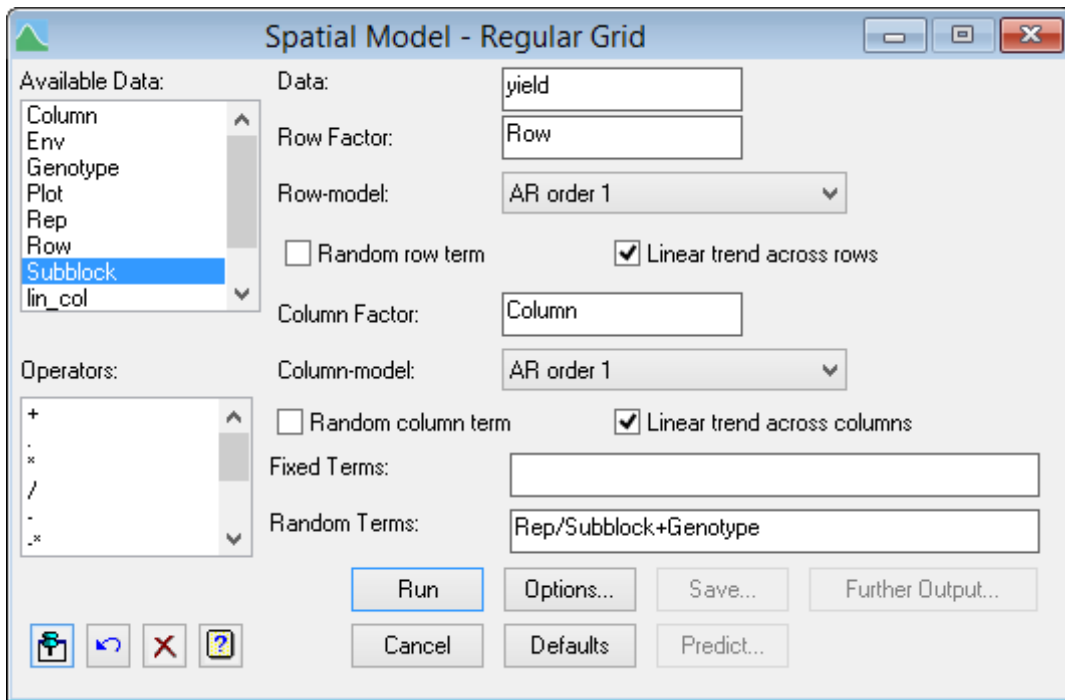 Spatial Model - Regular Grid
Available Data:
Column
Env
Genotype
Plot
Rep
Row
Subblock
lin_col
Operators:
+
.
*
/
-
-*
Data: yield
Row Factor: Row
Row-model: AR order 1
Random row term
Linear trend across rows
Column Factor: Column
Column-model: AR order 1
Random column term
Linear trend across columns
Fixed Terms:
Random Terms: Rep/Subblock+Genotype
Run Options... Save... Further Output...
Cancel Defaults Predict...